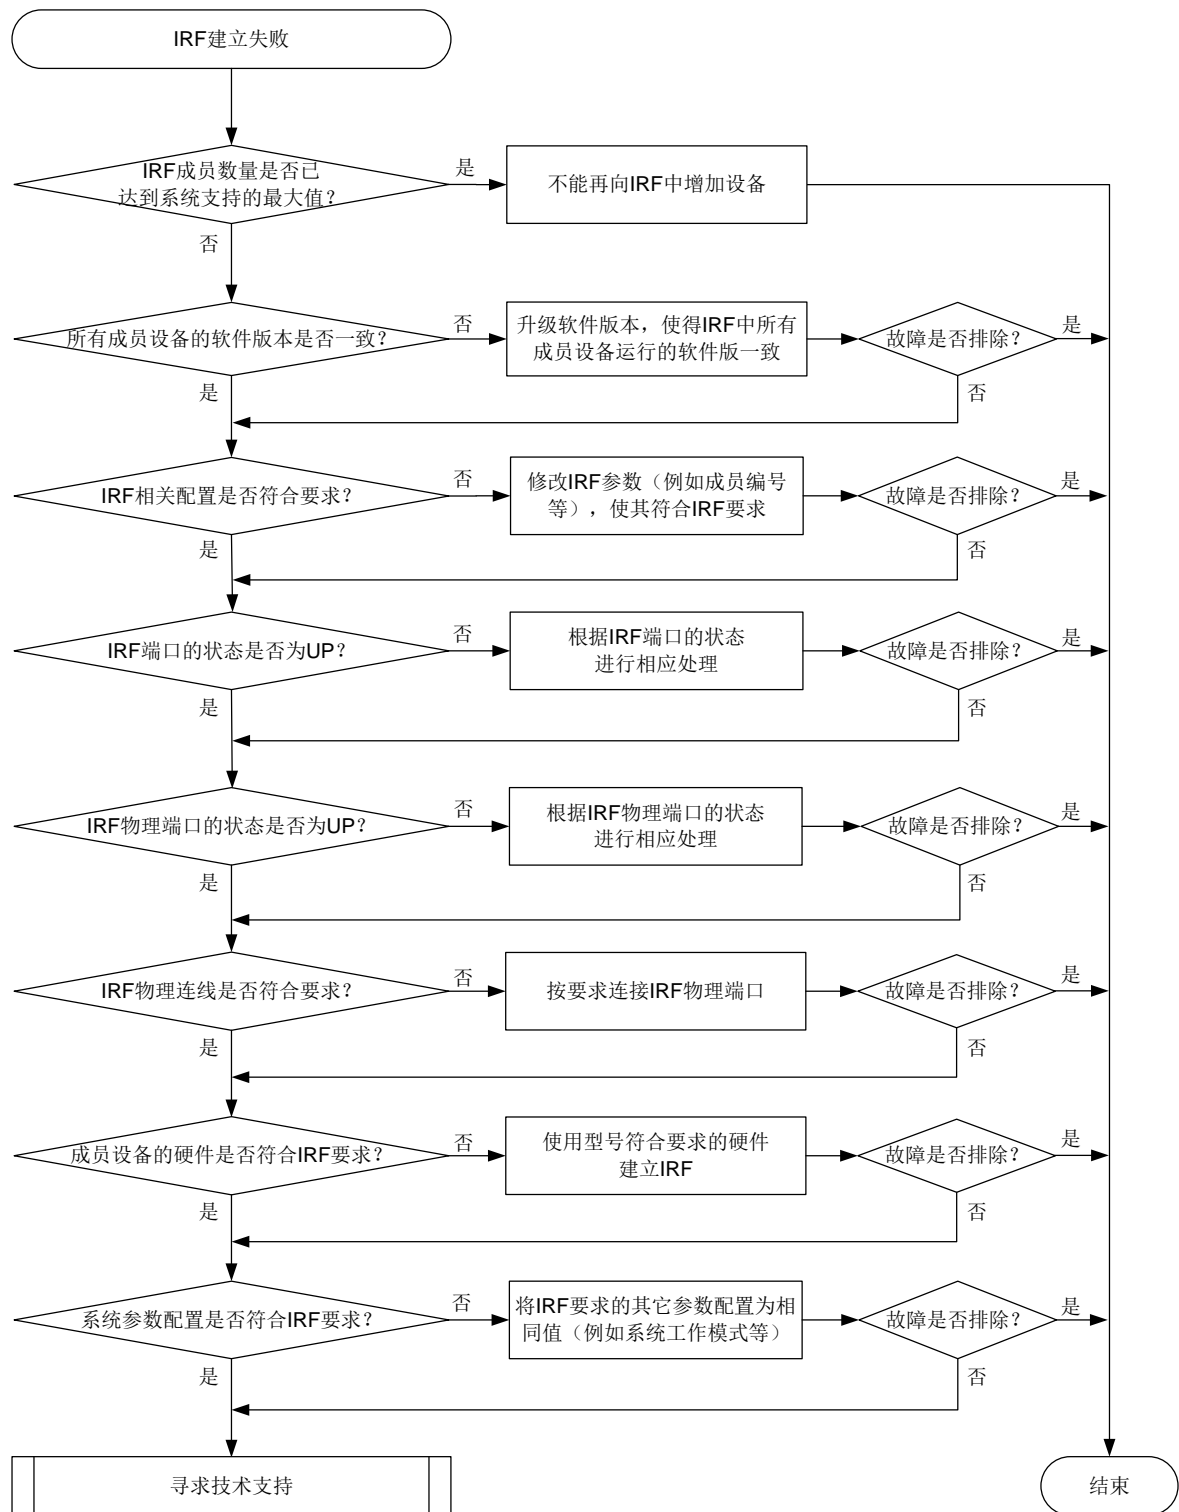 IRF建立失败
IRF成员数量是否已
达到系统支持的最大值？
是
不能再向IRF中增加设备
否
所有成员设备的软件版本是否一致？
否
升级软件版本，使得IRF中所有
成员设备运行的软件版一致
故障是否排除？
是
是
否
IRF相关配置是否符合要求？
否
修改IRF参数（例如成员编号
等），使其符合IRF要求
故障是否排除？
是
是
否
IRF端口的状态是否为UP？
否
根据IRF端口的状态
进行相应处理
故障是否排除？
是
是
否
IRF物理端口的状态是否为UP？
否
根据IRF物理端口的状态
进行相应处理
故障是否排除？
是
是
否
IRF物理连线是否符合要求？
否
按要求连接IRF物理端口
故障是否排除？
是
是
否
成员设备的硬件是否符合IRF要求？
否
使用型号符合要求的硬件
建立IRF
故障是否排除？
是
是
否
系统参数配置是否符合IRF要求？
否
将IRF要求的其它参数配置为相
同值（例如系统工作模式等）
故障是否排除？
是
是
否
寻求技术支持
结束